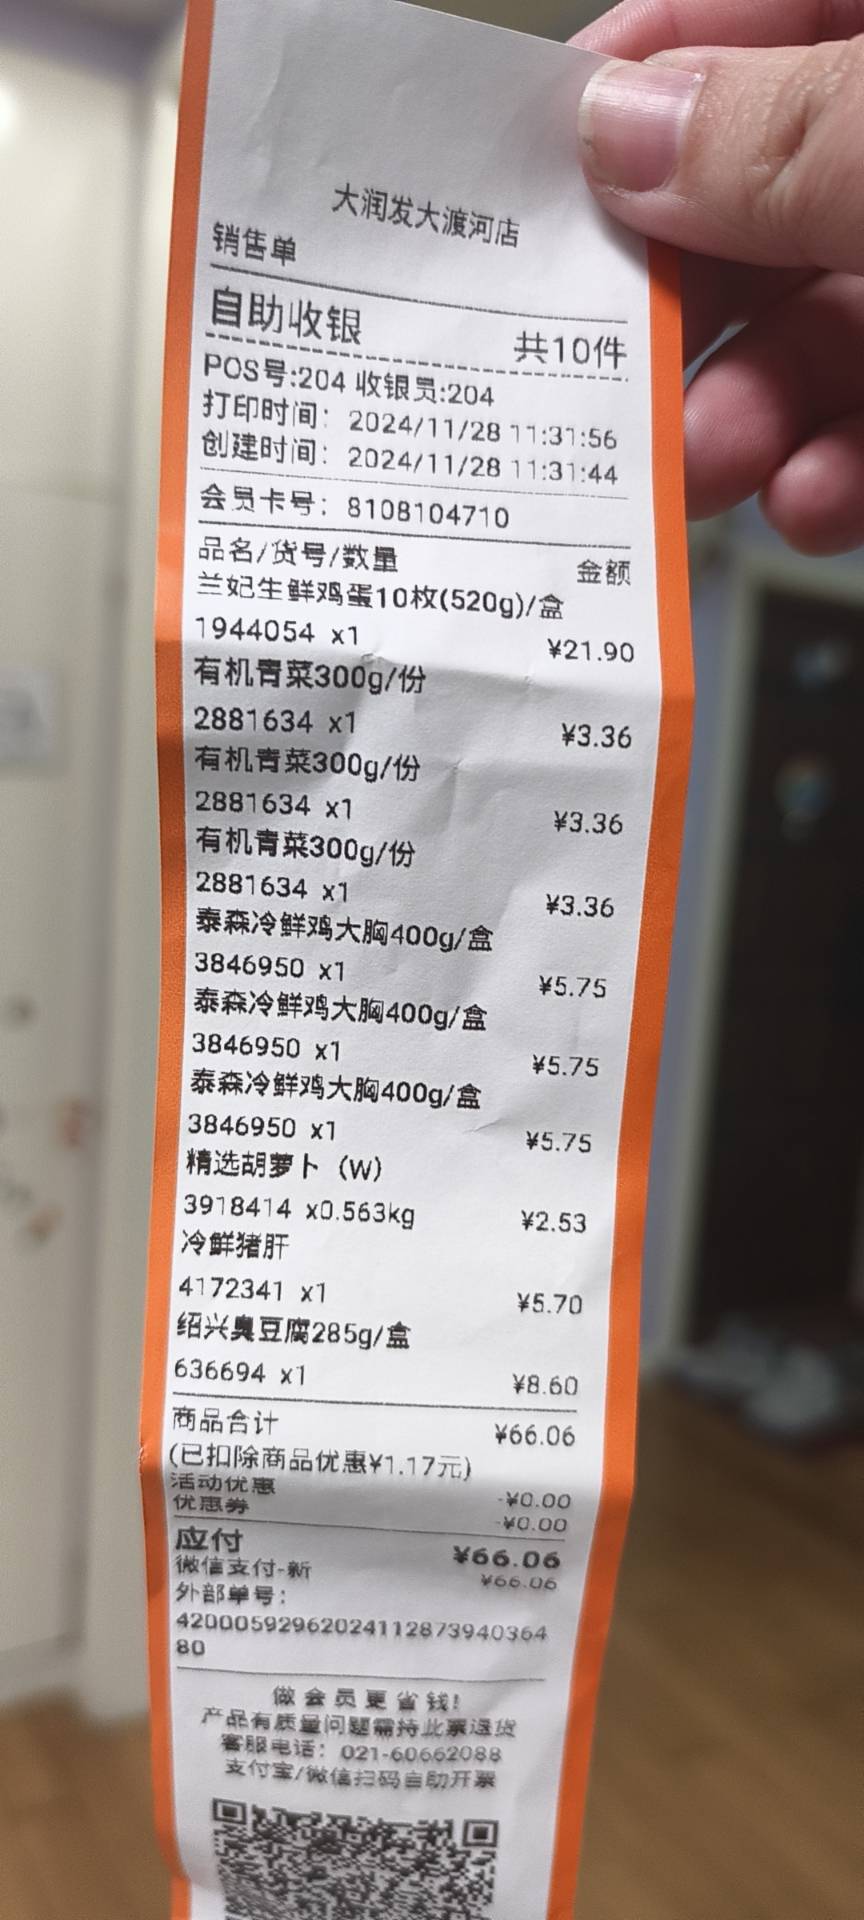 大润发大渡河店
销售单
自助收银 共10件
POS号:204 收银员:204
打印时间: 2024/11/28 11:31:56
创建时间: 2024/11/28 11:31:44
会员卡号: 8108104710
品名/货号/数量 金额
兰妃生鲜鸡蛋10枚(520g)/盒
1944054 x1 ¥21.90
有机青菜300g/份
2881634 x1 ¥3.36
有机青菜300g/份
2881634 x1 ¥3.36
有机青菜300g/份
2881634 x1 ¥3.36
泰森冷鲜鸡大胸400g/盒
3846950 x1 ¥5.75
泰森冷鲜鸡大胸400g/盒
3846950 x1 ¥5.75
泰森冷鲜鸡大胸400g/盒
3846950 x1 ¥5.75
精选胡萝卜 (W)
3918414 x0.563kg ¥2.53
冷鲜猪肝
4172341 x1 ¥5.70
绍兴臭豆腐285g/盒
636694 x1 ¥8.60
商品合计 ¥66.06
(已扣除商品优惠¥1.17元)
活动优惠 -¥0.00
优惠券 -¥0.00
应付 ¥66.06
微信支付-新 ¥66.06
外部单号:
42000592962024112873940364
80
做会员更省钱!
产品有质量问题需持此票退货
客服电话: 021-60662088
支付宝/微信扫码自助开票